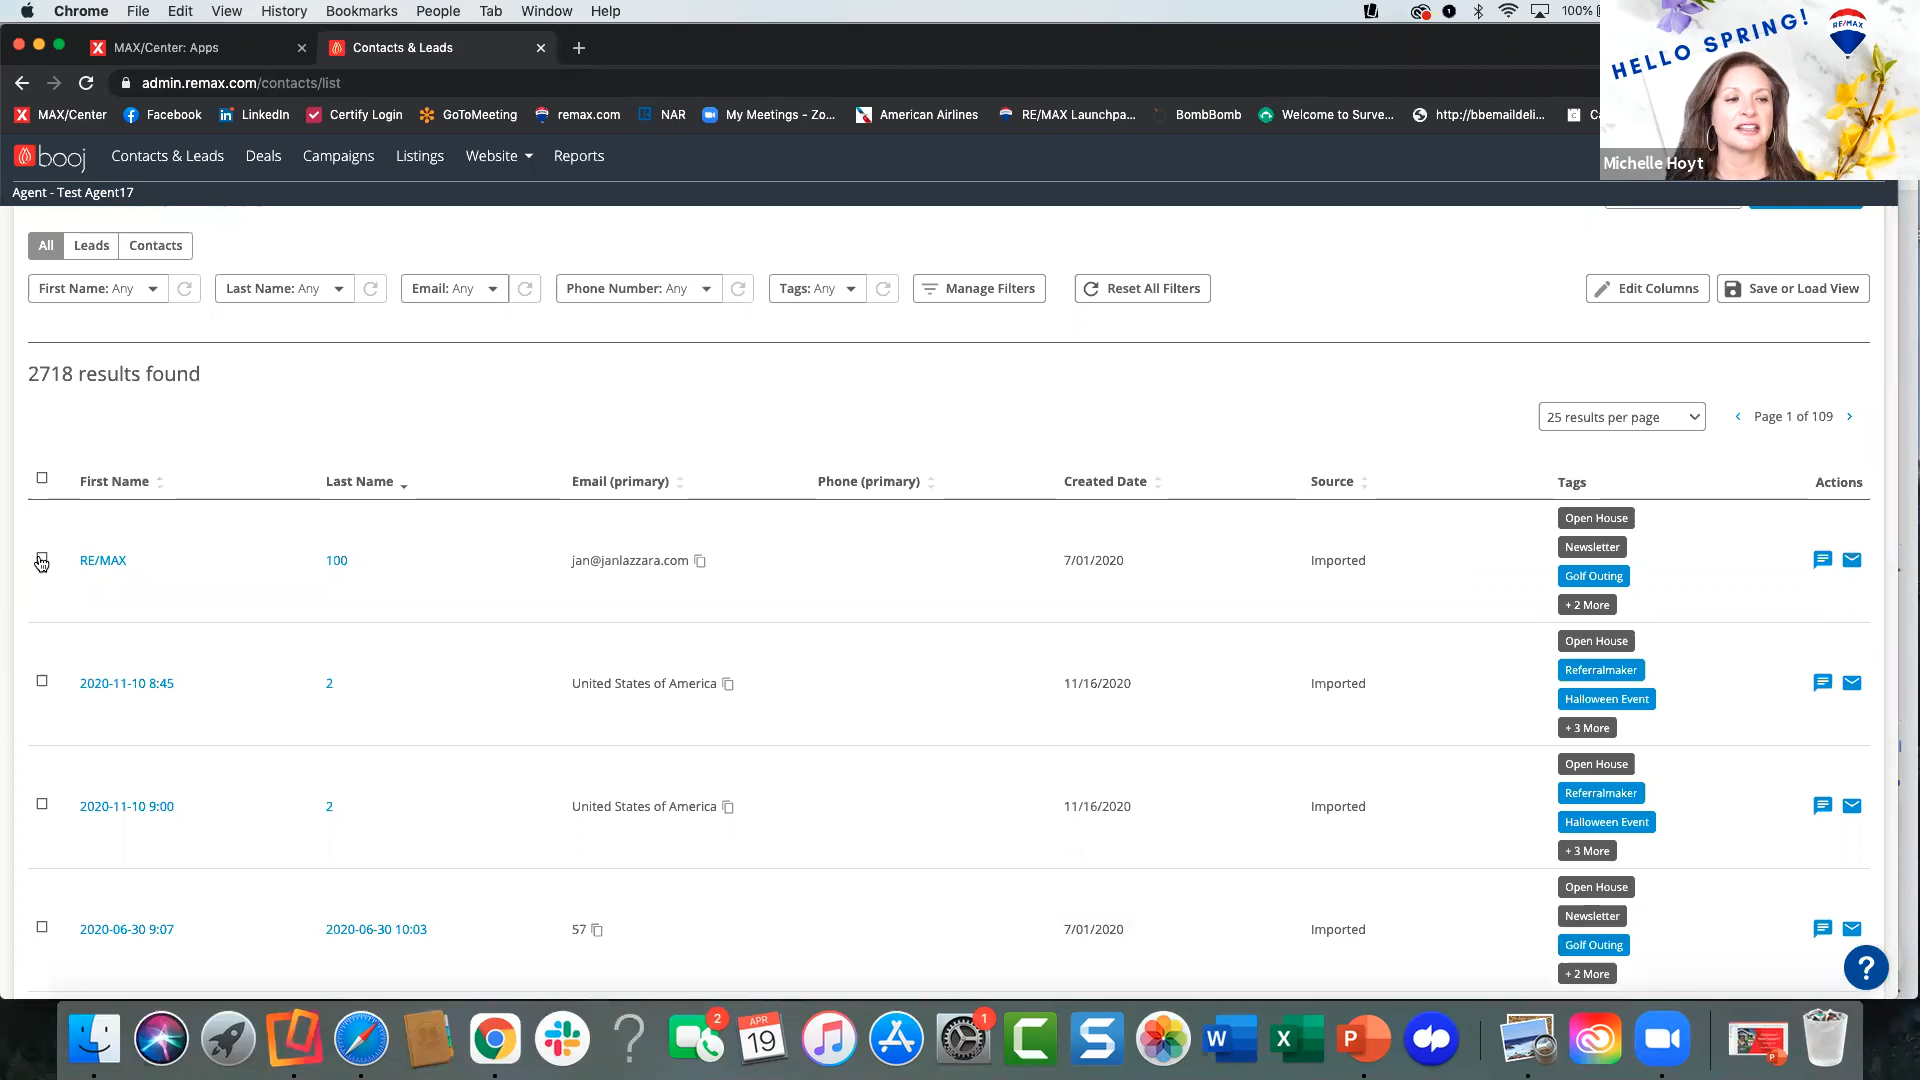 Chrome File Edit View History Bookmarks People Tab Window Help
100%
MAX/Center: Apps
Contacts & Leads
admin.remax.com/contacts/list
MAX/Center
Facebook
LinkedIn
Certify Login
GoToMeeting
remax.com
NAR
My Meetings - Zo...
American Airlines
RE/MAX Launchpa...
BombBomb
Welcome to Surve...
http://bbemaildeli...
HELLO SPRING!
RE/MAX
Michelle Hoyt
booj
Contacts & Leads Deals Campaigns Listings Website Reports
Agent - Test Agent17
All Leads Contacts
First Name: Any
Last Name: Any
Email: Any
Phone Number: Any
Tags: Any
Manage Filters
Reset All Filters
Edit Columns
Save or Load View
2718 results found
25 results per page
Page 1 of 109
First Name Last Name Email (primary) Phone (primary) Created Date Source Tags Actions
RE/MAX 100 jan@janlazzara.com 7/01/2020 Imported
Open House
Newsletter
Golf Outing
+ 2 More
2020-11-10 8:45 2 United States of America 11/16/2020 Imported
Open House
Referralmaker
Halloween Event
+ 3 More
2020-11-10 9:00 2 United States of America 11/16/2020 Imported
Open House
Referralmaker
Halloween Event
+ 3 More
2020-06-30 9:07 2020-06-30 10:03 57 7/01/2020 Imported
Open House
Newsletter
Golf Outing
+ 2 More
?
2
APR
19
1